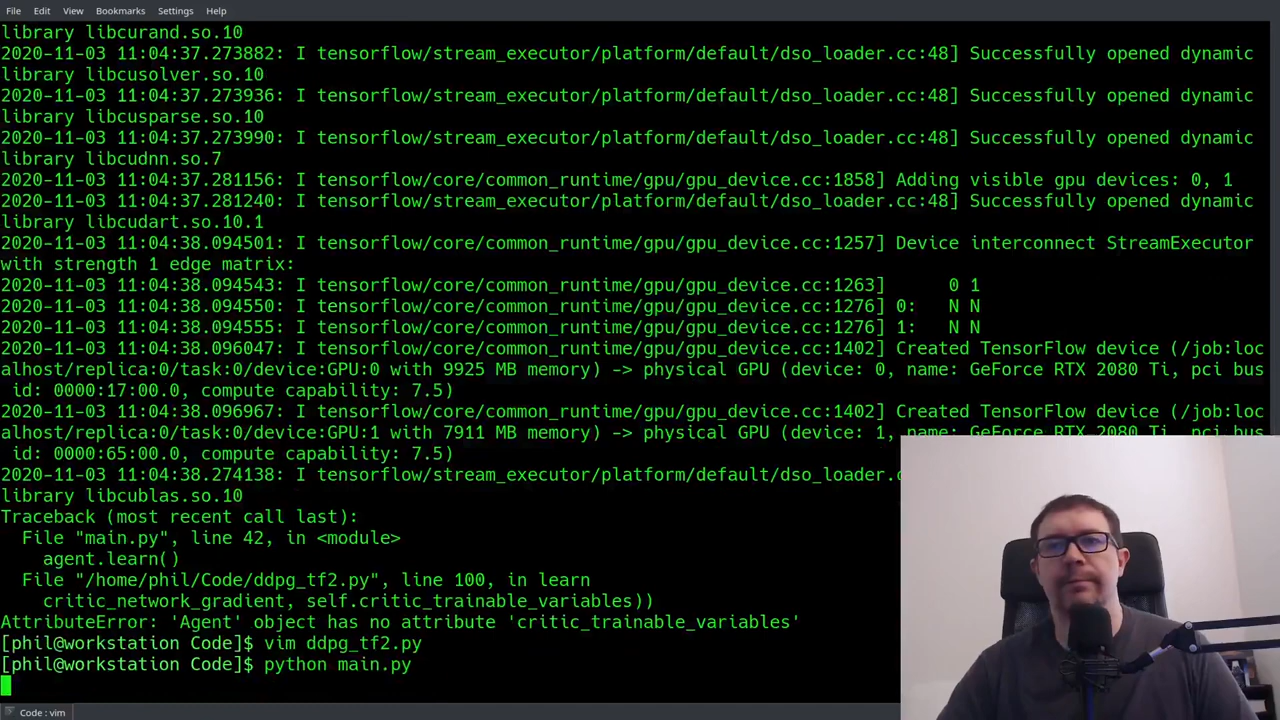 File Edit View Bookmarks Settings Help
library libcurand.so.10
2020-11-03 11:04:37.273882: I tensorflow/stream_executor/platform/default/dso_loader.cc:48] Successfully opened dynamic
library libcusolver.so.10
2020-11-03 11:04:37.273936: I tensorflow/stream_executor/platform/default/dso_loader.cc:48] Successfully opened dynamic
library libcusparse.so.10
2020-11-03 11:04:37.273990: I tensorflow/stream_executor/platform/default/dso_loader.cc:48] Successfully opened dynamic
library libcudnn.so.7
2020-11-03 11:04:37.281156: I tensorflow/core/common_runtime/gpu/gpu_device.cc:1858] Adding visible gpu devices: 0, 1
2020-11-03 11:04:37.281240: I tensorflow/stream_executor/platform/default/dso_loader.cc:48] Successfully opened dynamic
library libcudart.so.10.1
2020-11-03 11:04:38.094501: I tensorflow/core/common_runtime/gpu/gpu_device.cc:1257] Device interconnect StreamExecutor
with strength 1 edge matrix:
2020-11-03 11:04:38.094543: I tensorflow/core/common_runtime/gpu/gpu_device.cc:1263]      0 1
2020-11-03 11:04:38.094550: I tensorflow/core/common_runtime/gpu/gpu_device.cc:1276] 0:   N N
2020-11-03 11:04:38.094555: I tensorflow/core/common_runtime/gpu/gpu_device.cc:1276] 1:   N N
2020-11-03 11:04:38.096047: I tensorflow/core/common_runtime/gpu/gpu_device.cc:1402] Created TensorFlow device (/job:loc
alhost/replica:0/task:0/device:GPU:0 with 9925 MB memory) -> physical GPU (device: 0, name: GeForce RTX 2080 Ti, pci bus
id: 0000:17:00.0, compute capability: 7.5)
2020-11-03 11:04:38.096967: I tensorflow/core/common_runtime/gpu/gpu_device.cc:1402] Created TensorFlow device (/job:loc
alhost/replica:0/task:0/device:GPU:1 with 7911 MB memory) -> physical GPU (device: 1, name: GeForce RTX 2080 Ti, pci bus
id: 0000:65:00.0, compute capability: 7.5)
2020-11-03 11:04:38.274138: I tensorflow/stream_executor/platform/default/dso_loader.
library libcublas.so.10
Traceback (most recent call last):
File "main.py", line 42, in <module>
agent.learn()
File "/home/phil/Code/ddpg_tf2.py", line 100, in learn
critic_network_gradient, self.critic_trainable_variables))
AttributeError: 'Agent' object has no attribute 'critic_trainable_variables'
[phil@workstation Code]$ vim ddpg_tf2.py
[phil@workstation Code]$ python main.py
Code : vim